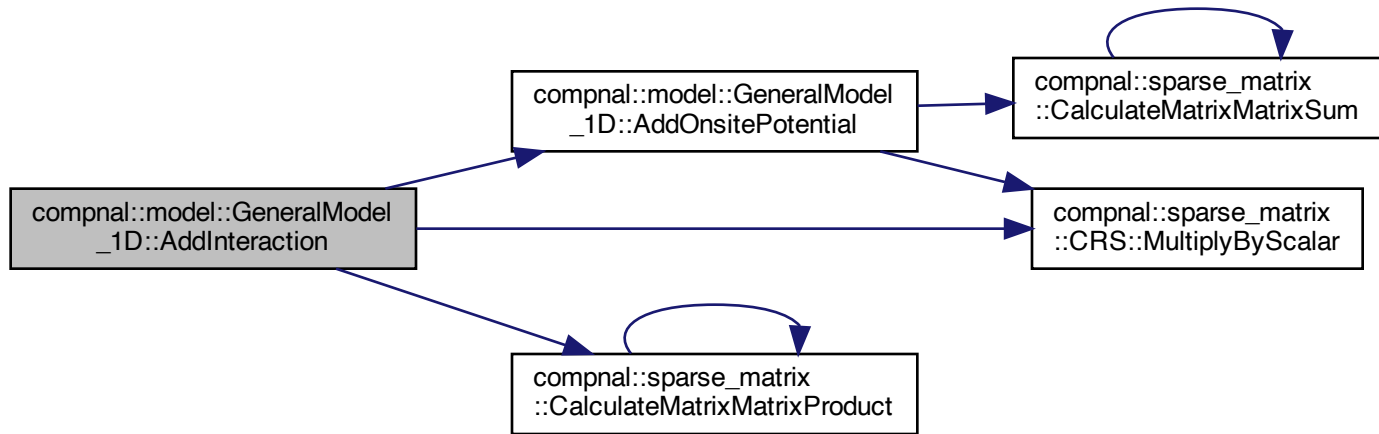 compnal::model::GeneralModel
_1D::AddInteraction
compnal::model::GeneralModel
_1D::AddOnsitePotential
compnal::sparse_matrix
::CalculateMatrixMatrixSum
compnal::sparse_matrix
::CRS::MultiplyByScalar
compnal::sparse_matrix
::CalculateMatrixMatrixProduct